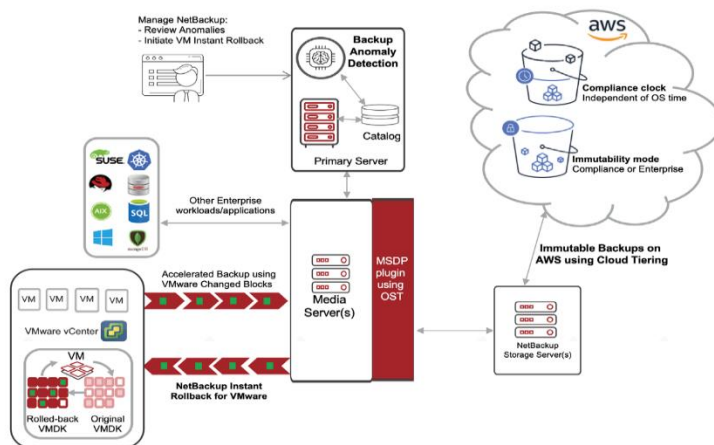 Manage NetBackup:
- Review Anomalies
- Initiate VM Instant Rollback
Backup
Anomaly
Detection
Catalog
Primary Server
aws
Compliance clock
Independent of OS time
Immutability mode
Compliance or Enterprise
SUSE
AIX
SQL
mongoDB
Other Enterprise
workloads/applications
Immutable Backups on
AWS using Cloud Tiering
VM VM VM VM
VMware vCenter
VM
Rolled-back
VMDK
Original
VMDK
Accelerated Backup using
VMware Changed Blocks
NetBackup Instant
Rollback for VMware
Media
Server(s)
MSDP
plugin
using
OST
NetBackup
Storage Server(s)